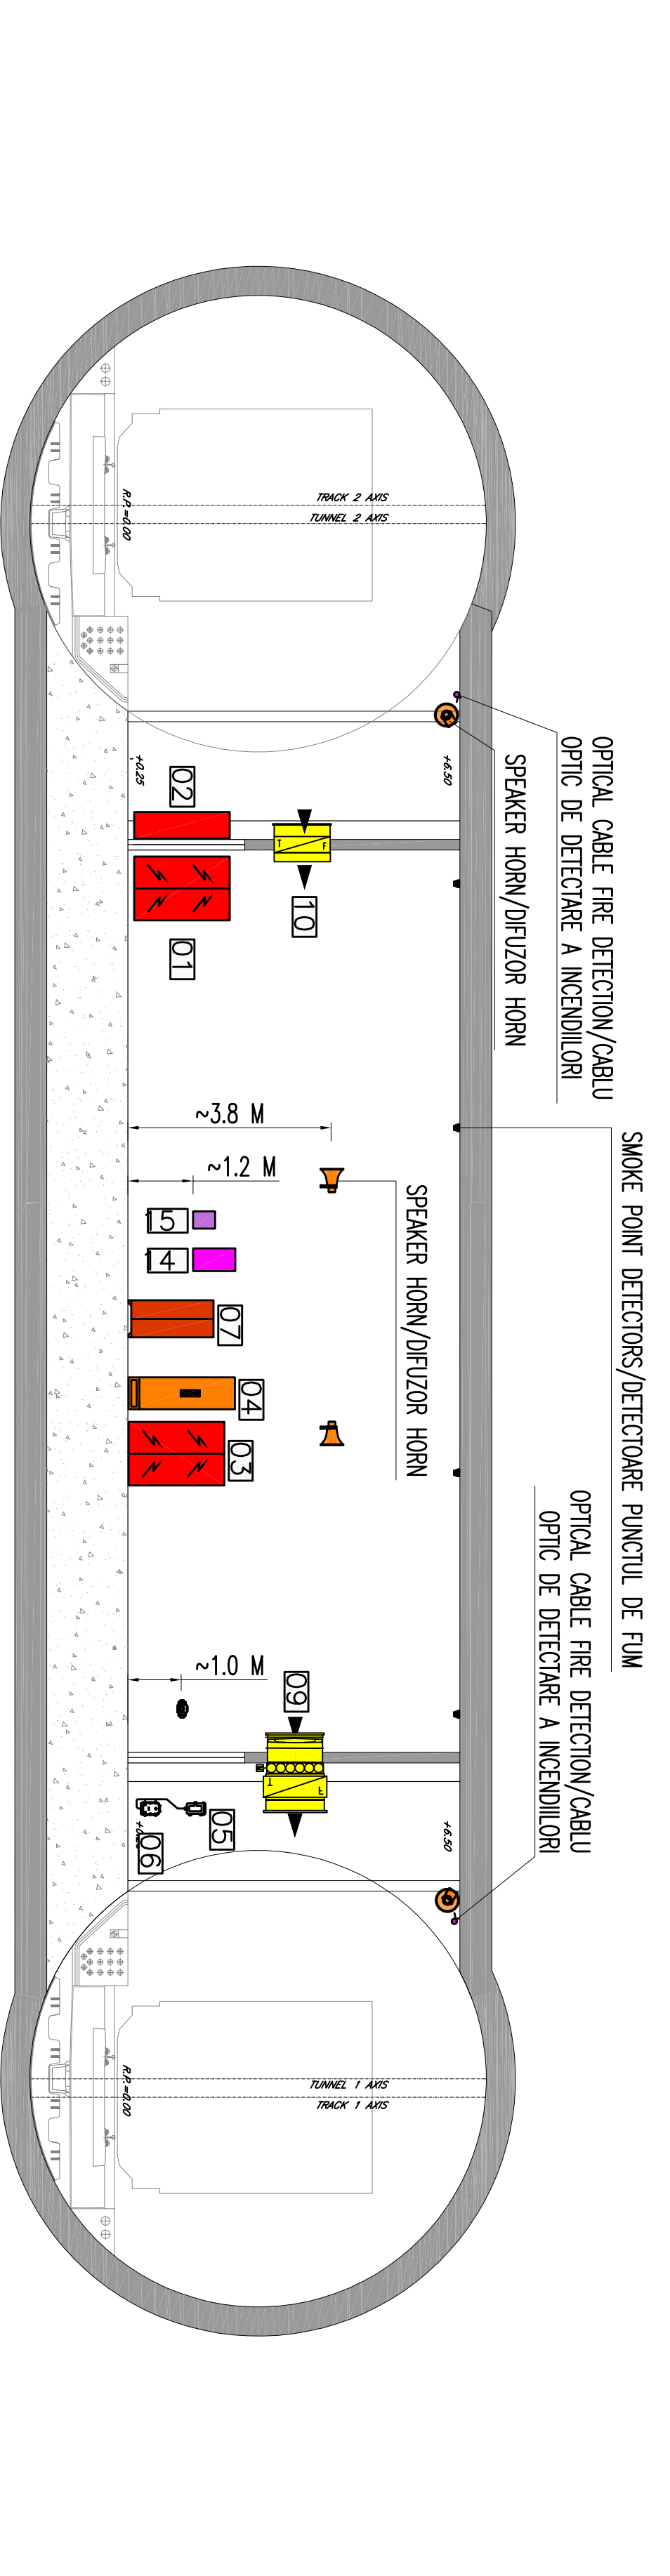 OPTICAL CABLE FIRE DETECTION/CABLU
OPTIC DE DETECTARE A INCENDIILORI
SPEAKER HORN/DIFUZOR HORN
SMOKE POINT DETECTORS/DETECTOARE PUNCTUL DE FUM
SPEAKER HORN/DIFUZOR HORN
OPTICAL CABLE FIRE DETECTION/CABLU
OPTIC DE DETECTARE A INCENDIILORI
TRACK 2 AXIS
TUNNEL 2 AXIS
R.P.=0.00
+6.50
+0.25
02
01
10
T
F
~3.8 M
~1.2 M
15
14
07
04
03
~1.0 M
09
T
F
05
06
+6.50
TUNNEL 1 AXIS
TRACK 1 AXIS
R.P.=0.00